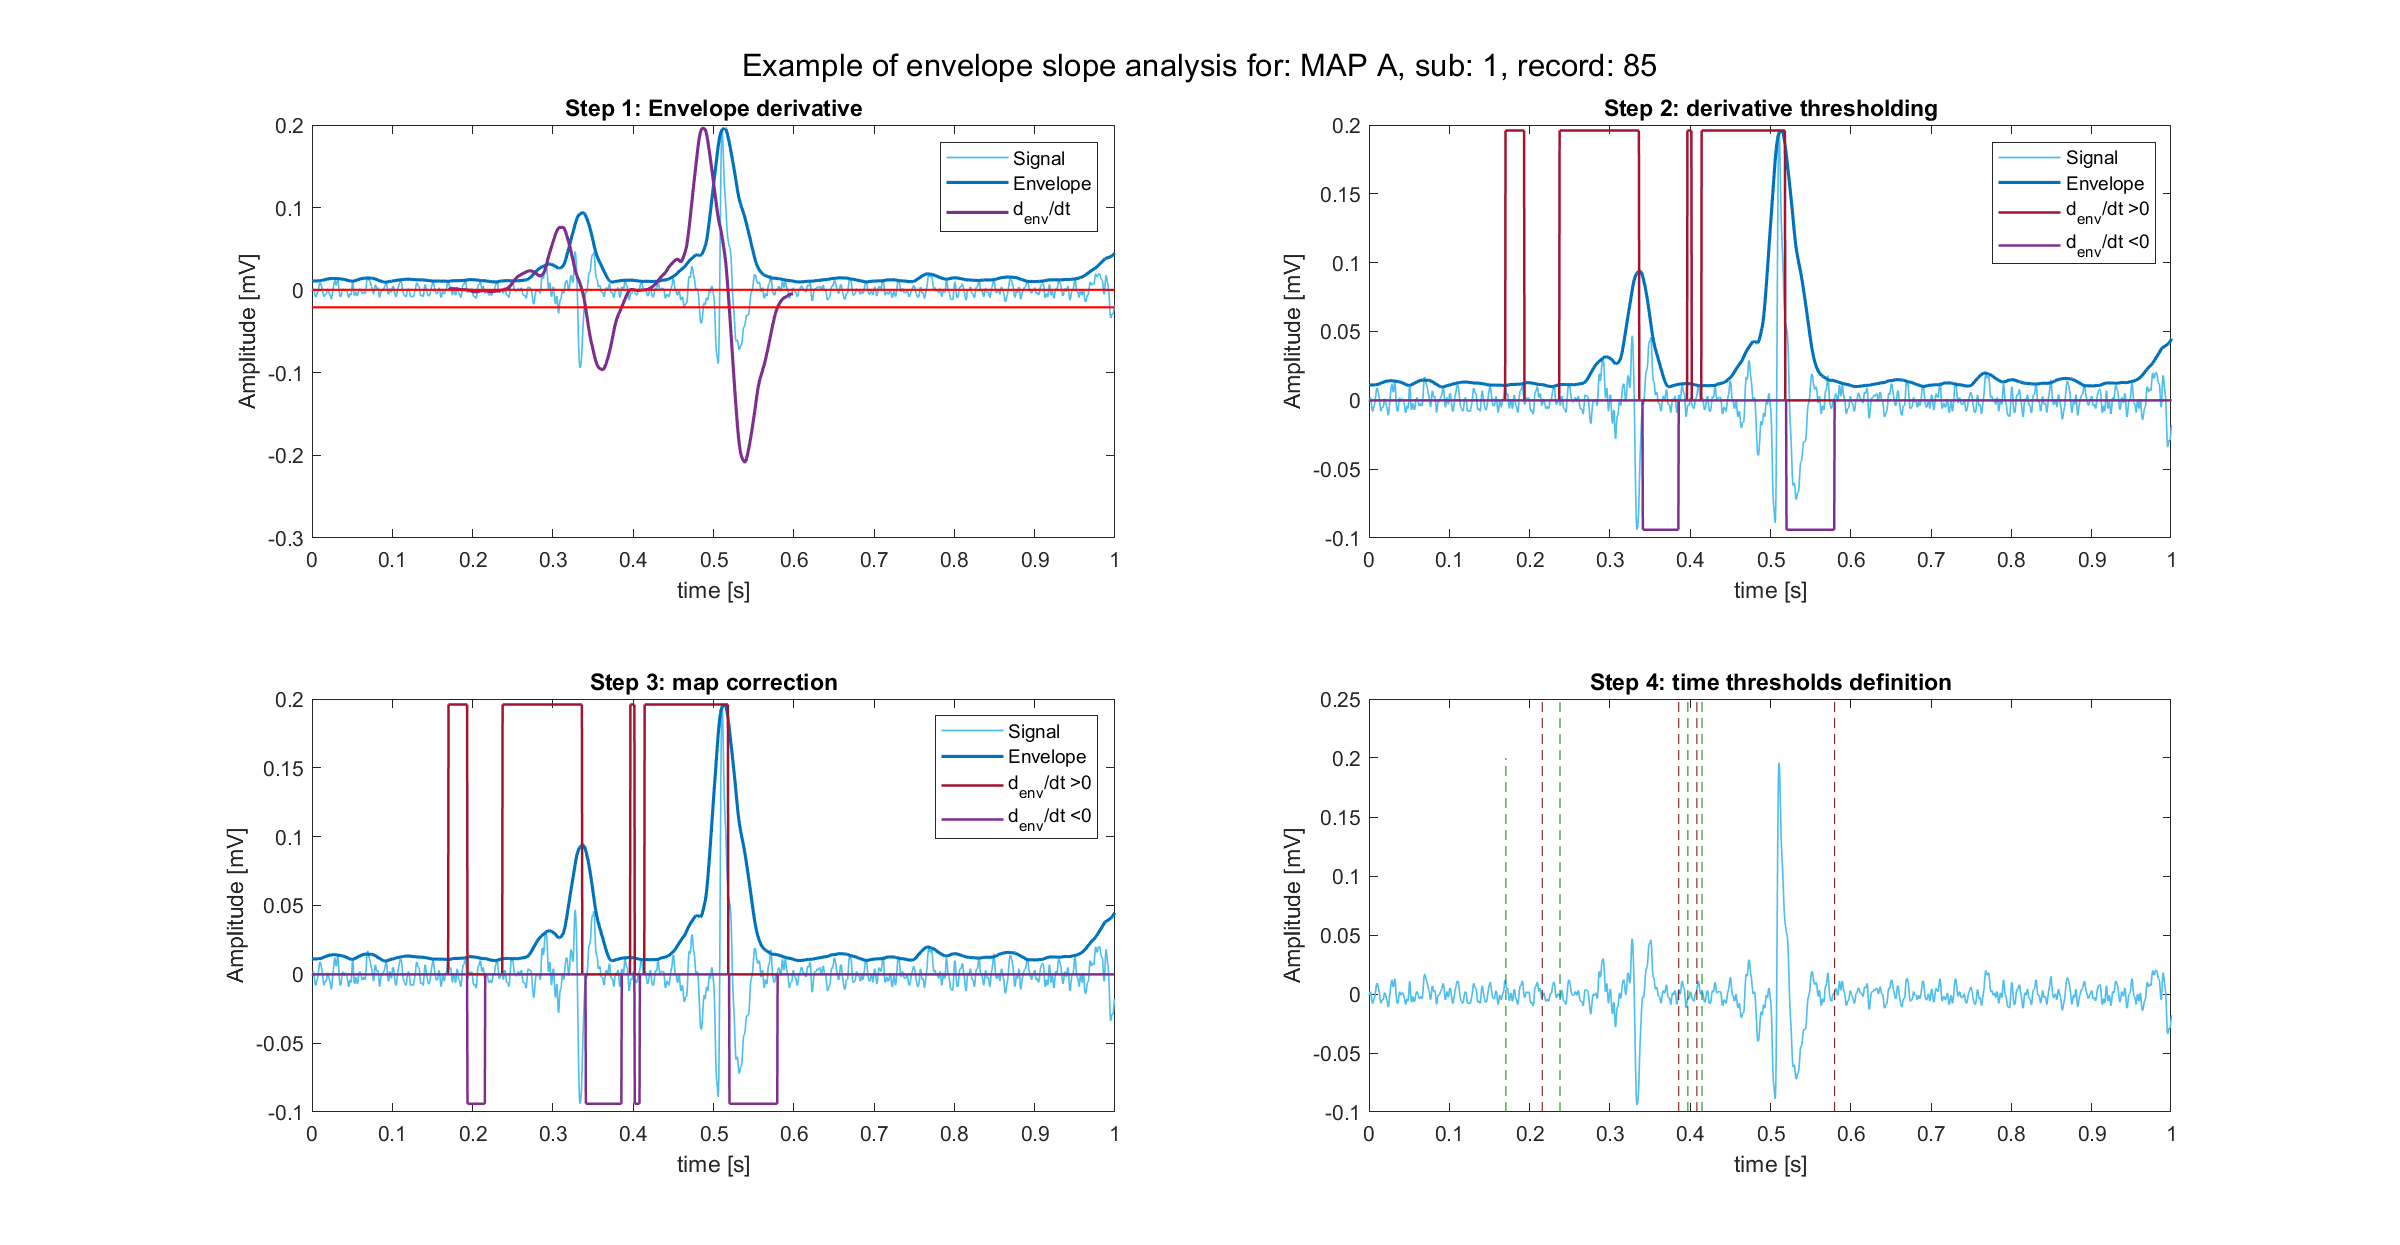 Example of envelope slope analysis for: MAP A, sub: 1, record: 85
Step 1: Envelope derivative
0.2
0.1
0
-0.1
-0.2
-0.3
Amplitude [mV]
0 0.1 0.2 0.3 0.4 0.5 0.6 0.7 0.8 0.9 1
time [s]
Signal
Envelope
d_env/dt
Step 2: derivative thresholding
0.2
0.15
0.1
0.05
0
-0.05
-0.1
Amplitude [mV]
0 0.1 0.2 0.3 0.4 0.5 0.6 0.7 0.8 0.9 1
time [s]
Signal
Envelope
d_env/dt >0
d_env/dt <0
Step 3: map correction
0.2
0.15
0.1
0.05
0
-0.05
-0.1
Amplitude [mV]
0 0.1 0.2 0.3 0.4 0.5 0.6 0.7 0.8 0.9 1
time [s]
Signal
Envelope
d_env/dt >0
d_env/dt <0
Step 4: time thresholds definition
0.25
0.2
0.15
0.1
0.05
0
-0.05
-0.1
Amplitude [mV]
0 0.1 0.2 0.3 0.4 0.5 0.6 0.7 0.8 0.9 1
time [s]